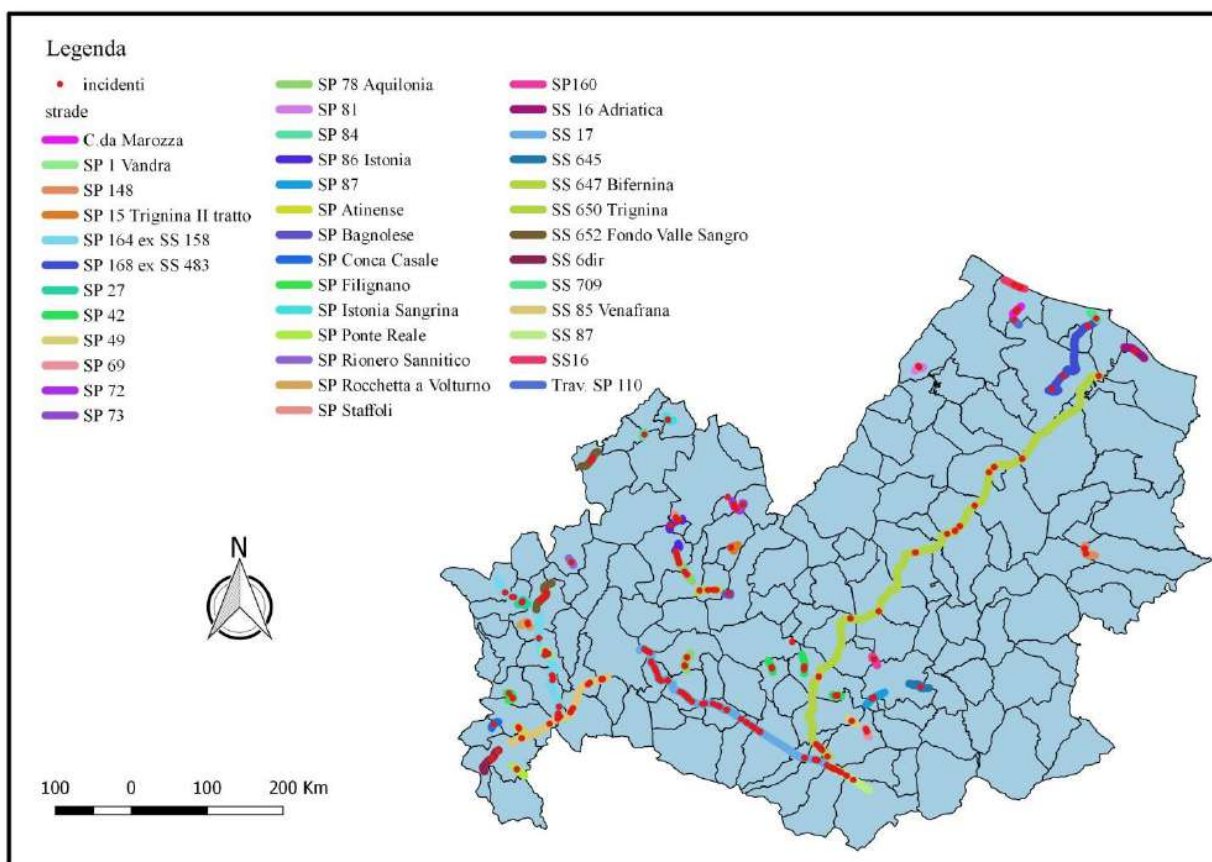 Legenda
incidenti
strade
C.da Marozza
SP 1 Vandra
SP 148
SP 15 Trignina II tratto
SP 164 ex SS 158
SP 168 ex SS 483
SP 27
SP 42
SP 49
SP 69
SP 72
SP 73
SP 78 Aquilonia
SP 81
SP 84
SP 86 Istonia
SP 87
SP Atinense
SP Bagnolese
SP Conca Casale
SP Filignano
SP Istonia Sangrina
SP Ponte Reale
SP Rionero Sannitico
SP Rocchetta a Volturno
SP Staffoli
SP160
SS 16 Adriatica
SS 17
SS 645
SS 647 Bifernina
SS 650 Trignina
SS 652 Fondo Valle Sangro
SS 6dir
SS 709
SS 85 Venafrana
SS 87
SS16
Trav. SP 110
N
100 0 100 200 Km